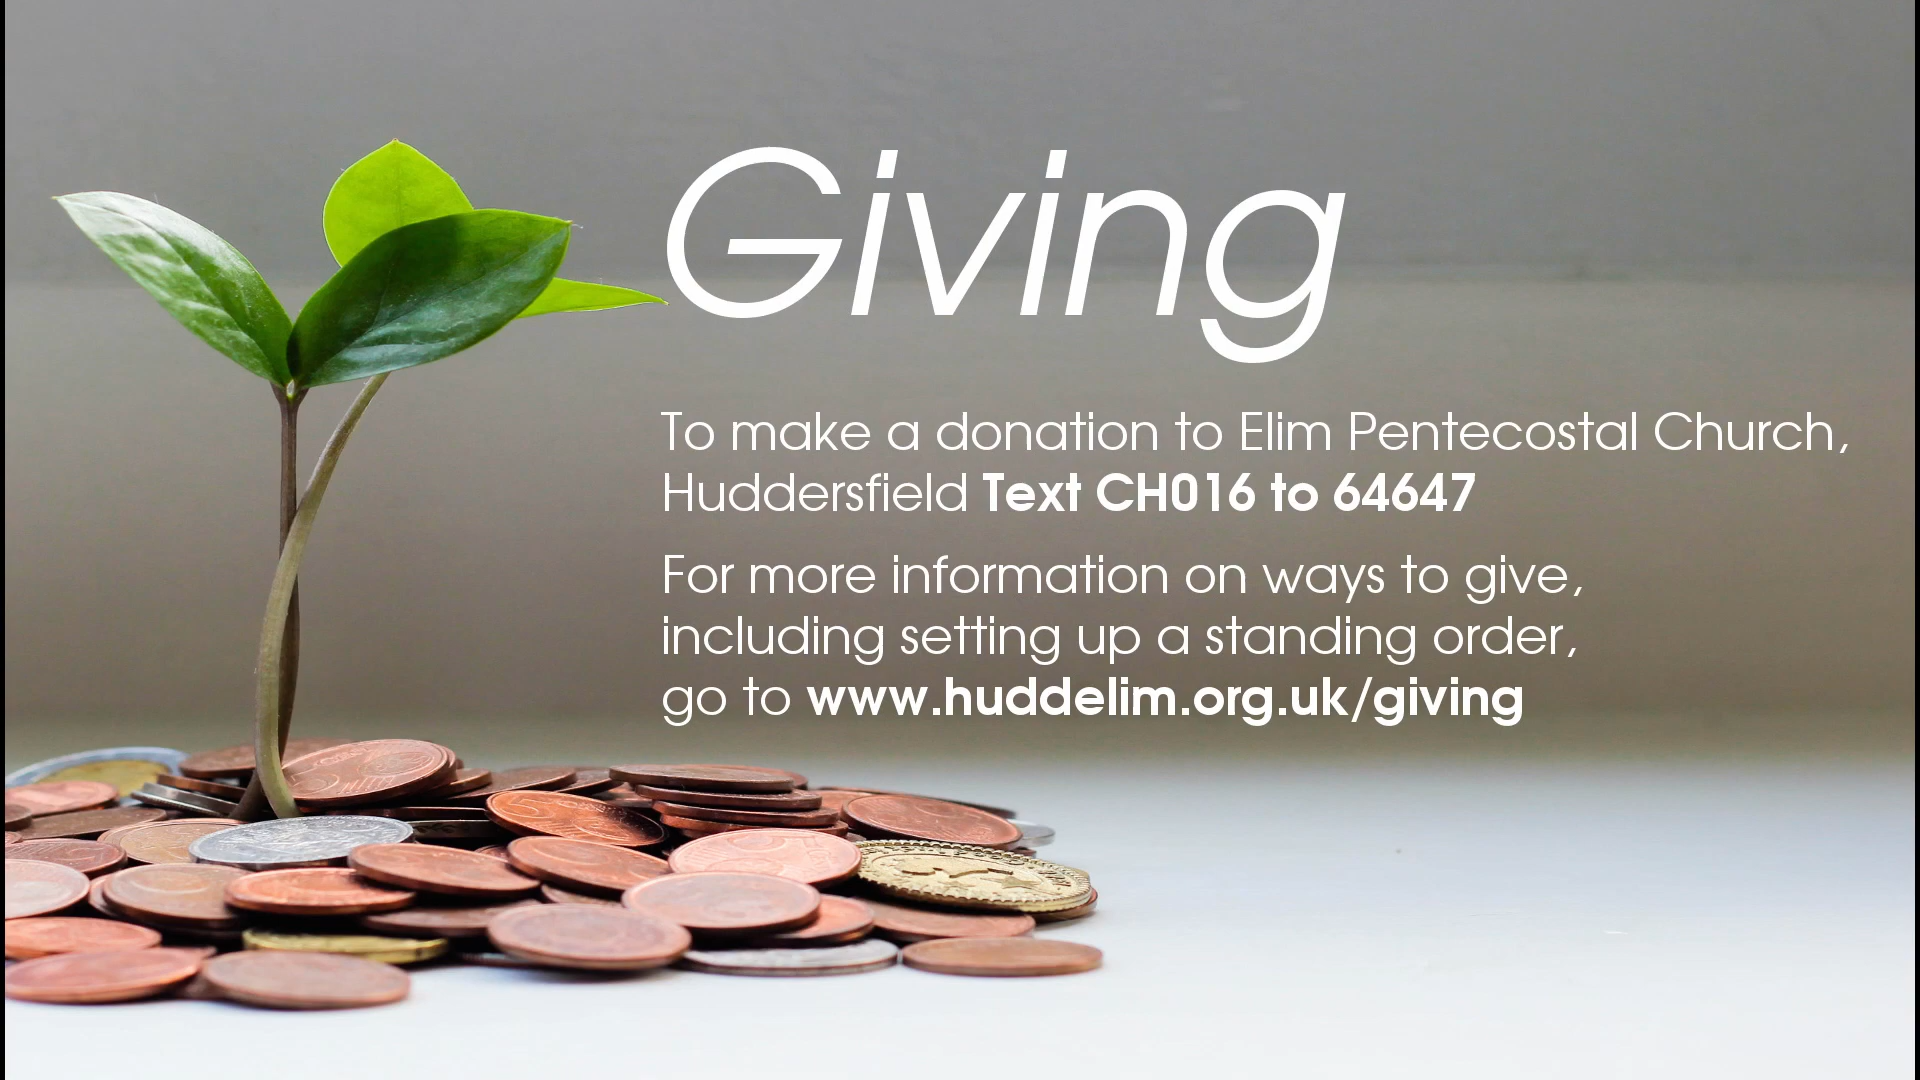 Giving
To make a donation to Elim Pentecostal Church,
Huddersfield Text CH016 to 64647
For more information on ways to give,
including setting up a standing order,
go to www.huddelim.org.uk/giving